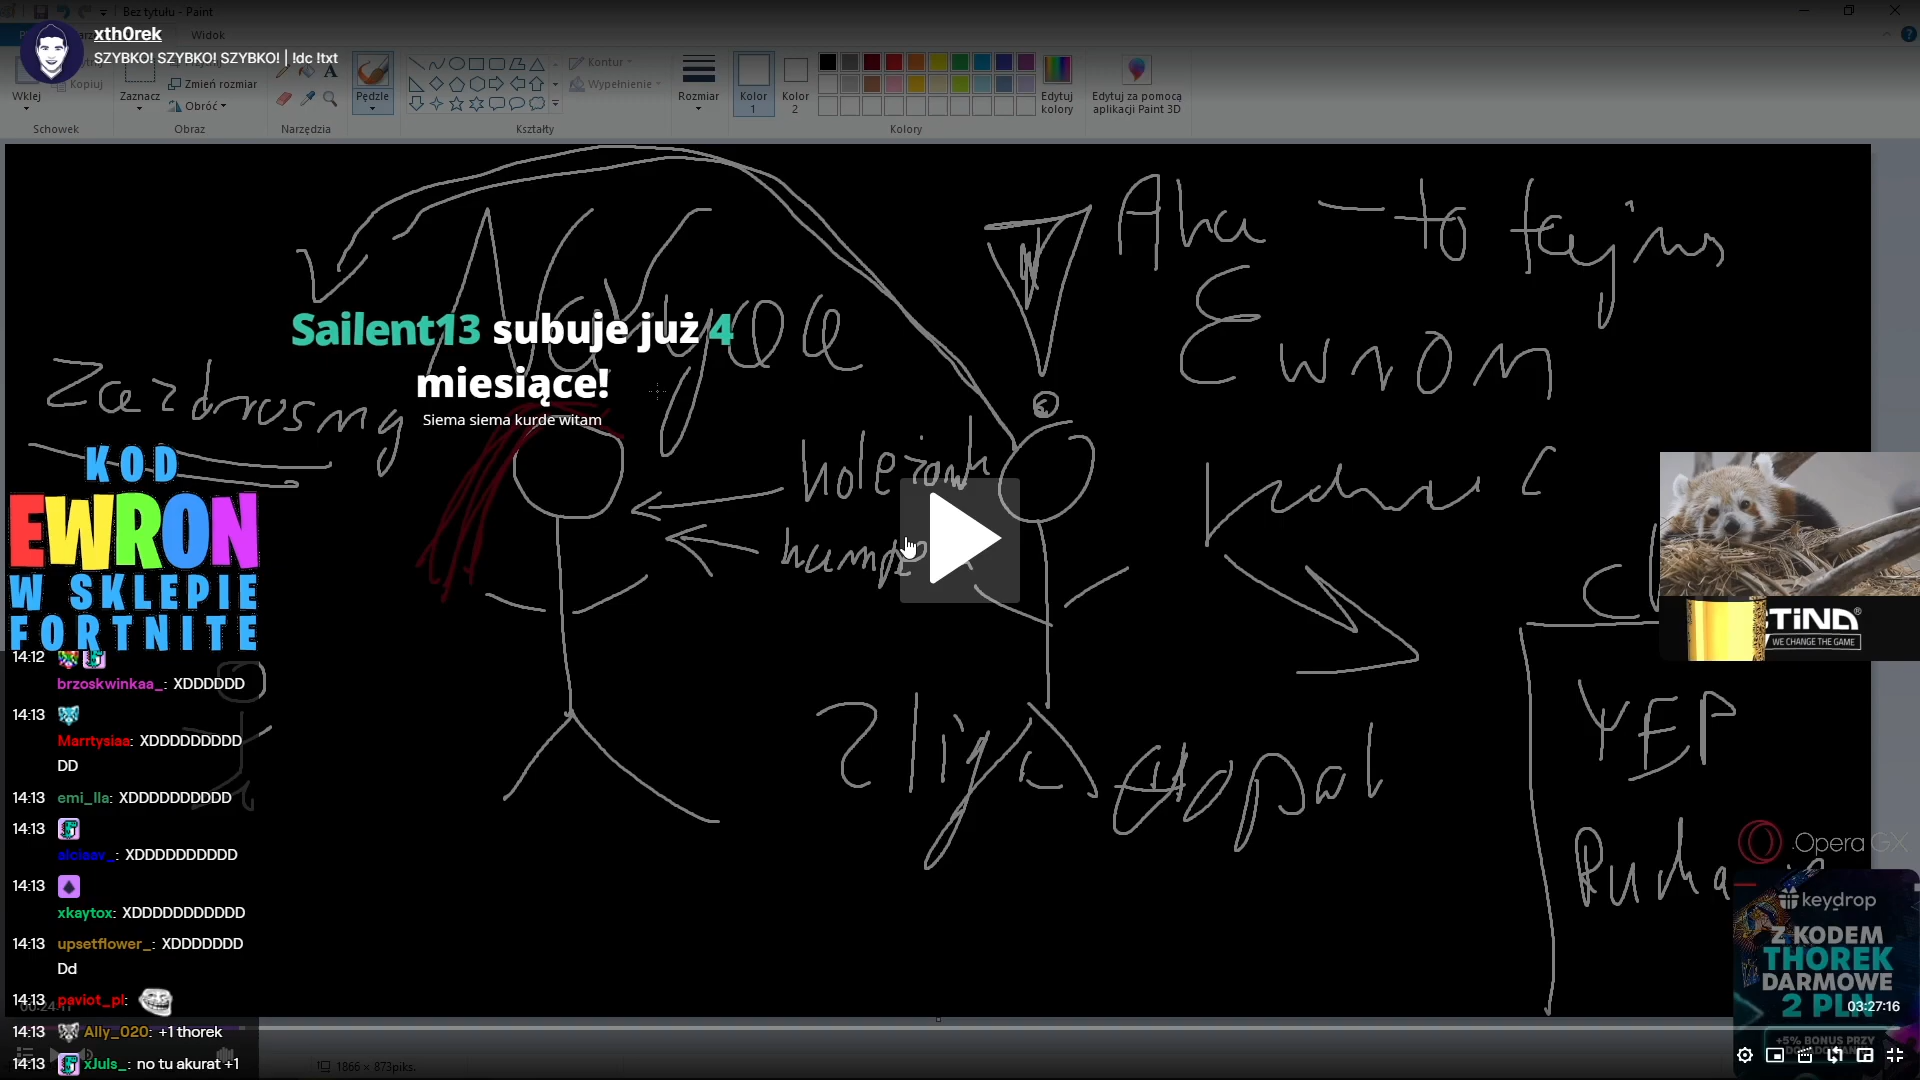 Bez tytułu - Paint
xth0rek
SZYBKO! SZYBKO! SZYBKO! | !dc !txt
Widok
Kopiuj
Wklej
Schowek
Zaznacz
Zmień rozmiar
Obróć
Obraz
Narzędzia
Pędzle
Kształty
Kontur
Wypełnienie
Rozmiar
Kolor 1
Kolor 2
Kolory
Edytuj kolory
Edytuj za pomocą aplikacji Paint 3D
Aha - to
Ewron
Sailent13 subuje już 4
miesiące!
Siema siema kurde witam
Zazdrosny
KOD
EWRON
W SKLEPIE
FORTNITE
WE CHANGE THE GAME
YEP
14:12
brzoskwinkaa_: XDDDDDD
14:13
Marrtysiaa: XDDDDDDDDD
DD
14:13 emi_lla: XDDDDDDDDDD
14:13
alciaav_: XDDDDDDDDDD
14:13
xkaytox: XDDDDDDDDDDD
14:13 upsetflower_: XDDDDDDD
Dd
14:13 paviot_pl:
14:13 Ally_020: +1 thorek
14:13 xJuls_: no tu akurat +1
Opera GX
keydrop
Z KODEM
THOREK
DARMOWE
2 PLN
+5% BONUS PRZY
03:27:16
1866 × 873piks.